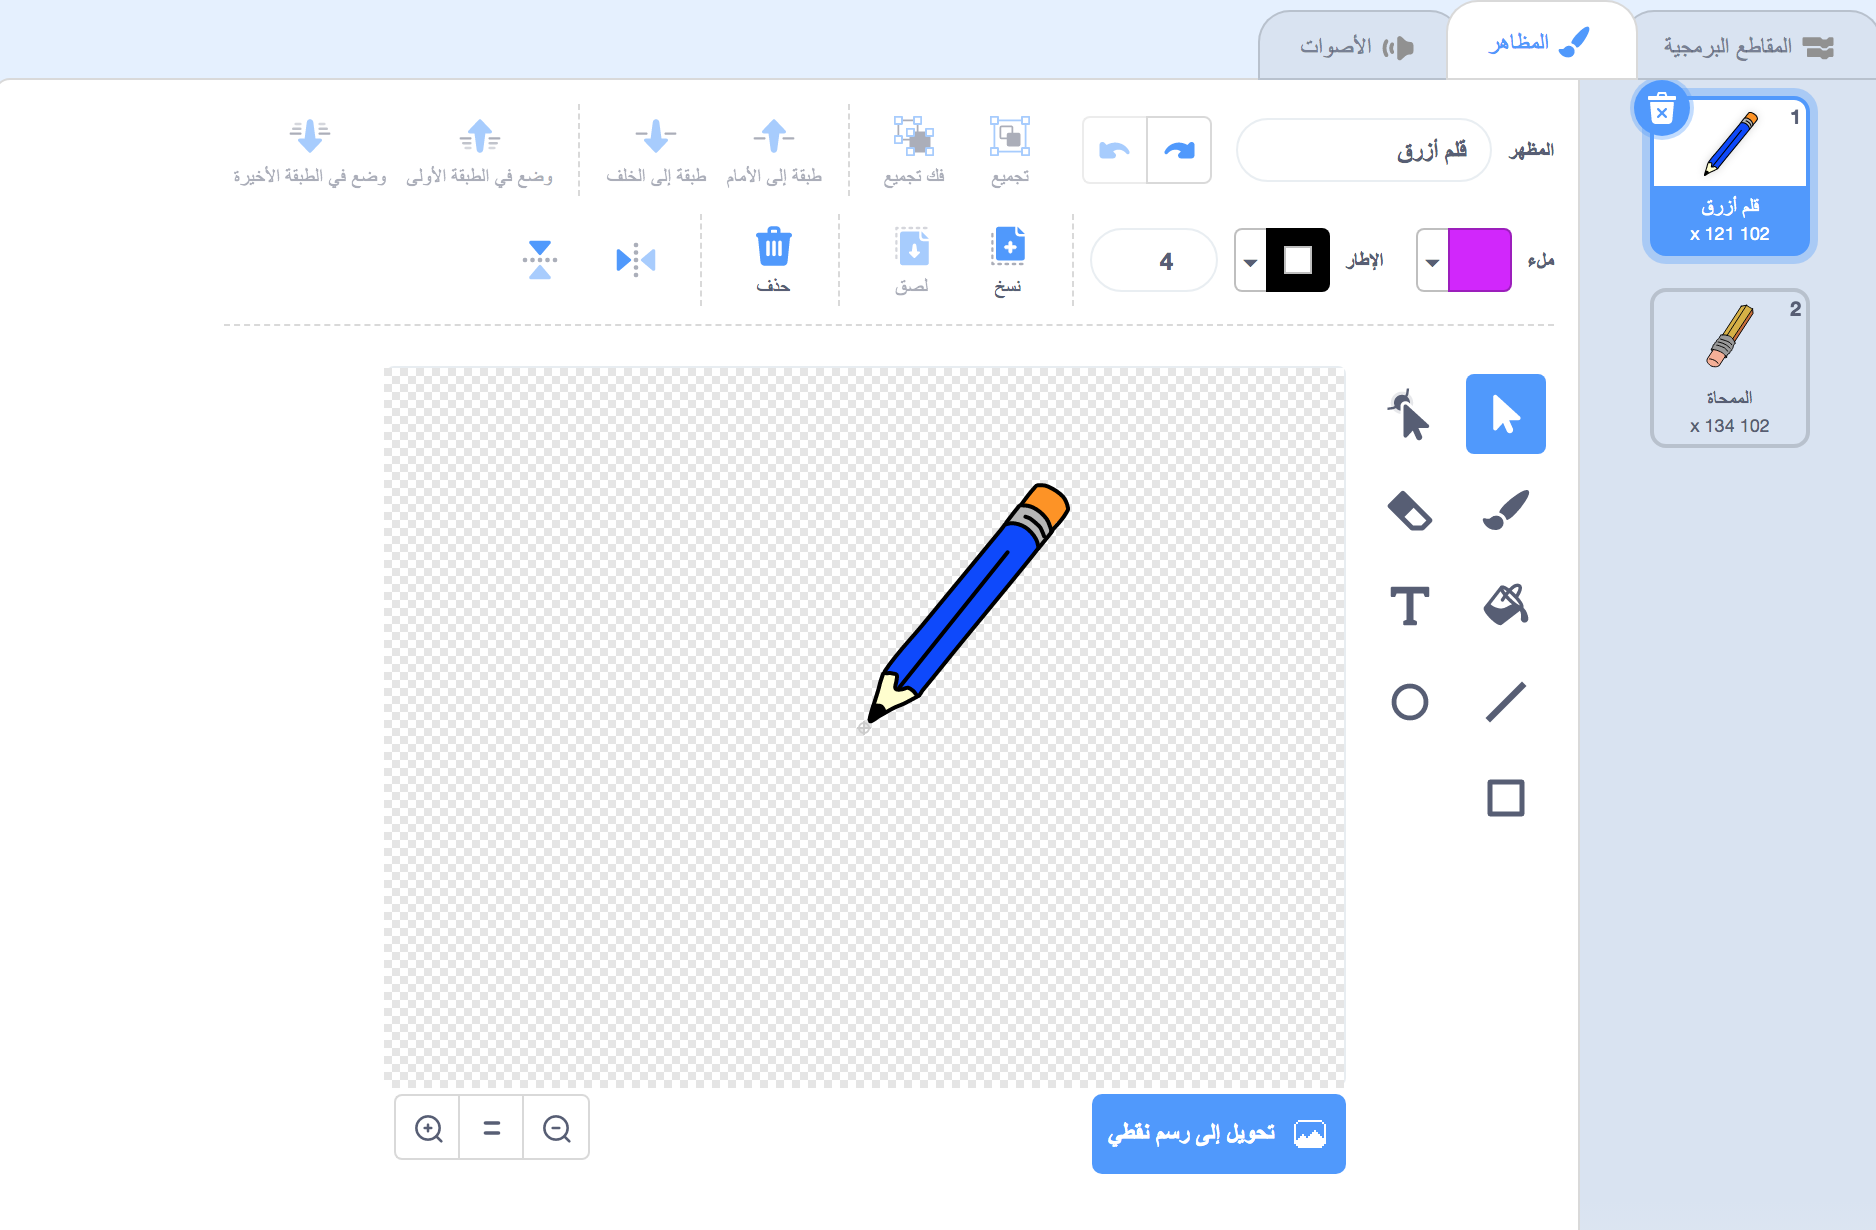 المقاطع البرمجية
المظاهر
الأصوات
1
قلم أزرق
102 x 121
2
الممحاة
102 x 134
المظهر
قلم أزرق
تجميع
فك تجميع
طبقة إلى الأمام
طبقة إلى الخلف
وضع في الطبقة الأولى
وضع في الطبقة الأخيرة
ملء
الإطار
4
نسخ
لصق
حذف
تحويل إلى رسم نقطي